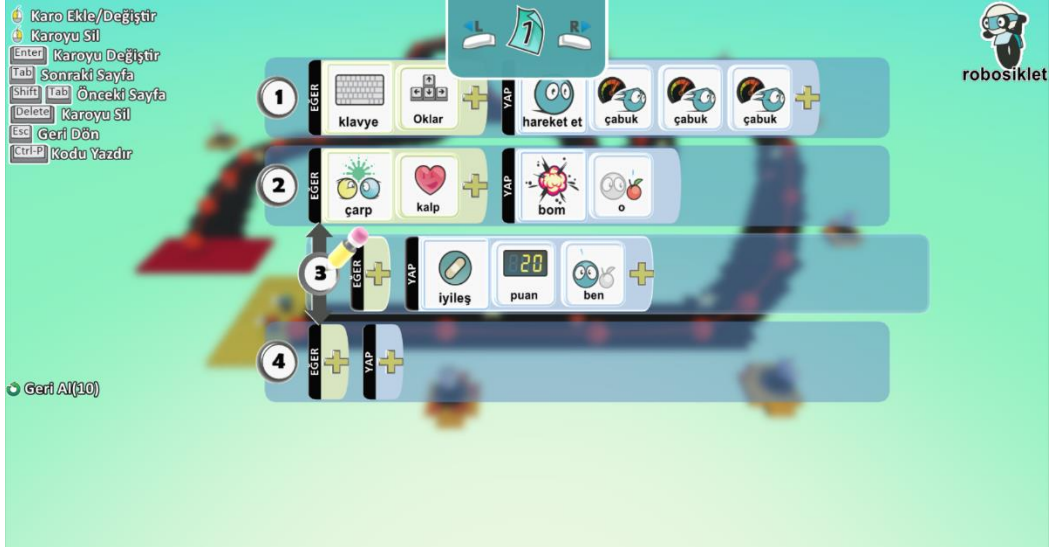 Karo Ekle/Değiştir
Karoyu Sil
Enter Karoyu Değiştir
Tab Sonraki Sayfa
Shift Tab Önceki Sayfa
Delete Karoyu Sil
Esc Geri Dön
Ctrl-P Kodu Yazdır
L 1 R
robosiklet
1 EĞER klavye Oklar YAP hareket et çabuk çabuk çabuk
2 EĞER çarp kalp YAP bom o
3 EĞER YAP iyileş 20 puan ben
4 EĞER YAP
Geri Al(10)